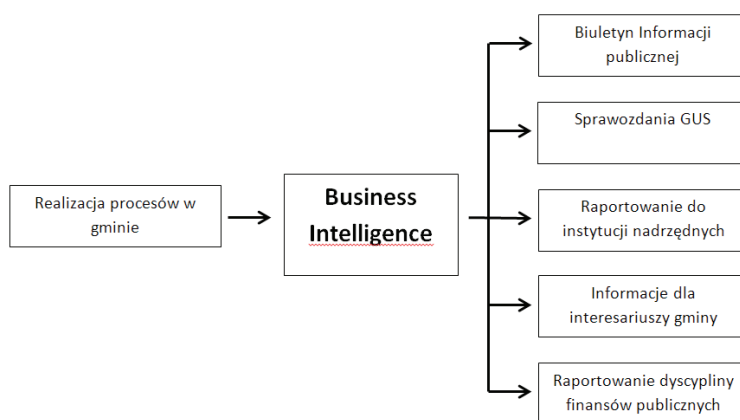 Realizacja procesów w
gminie
Business
Intelligence
Biuletyn Informacji
publicznej
Sprawozdania GUS
Raportowanie do
instytucji nadrzędnych
Informacje dla
interesariuszy gminy
Raportowanie dyscypliny
finansów publicznych